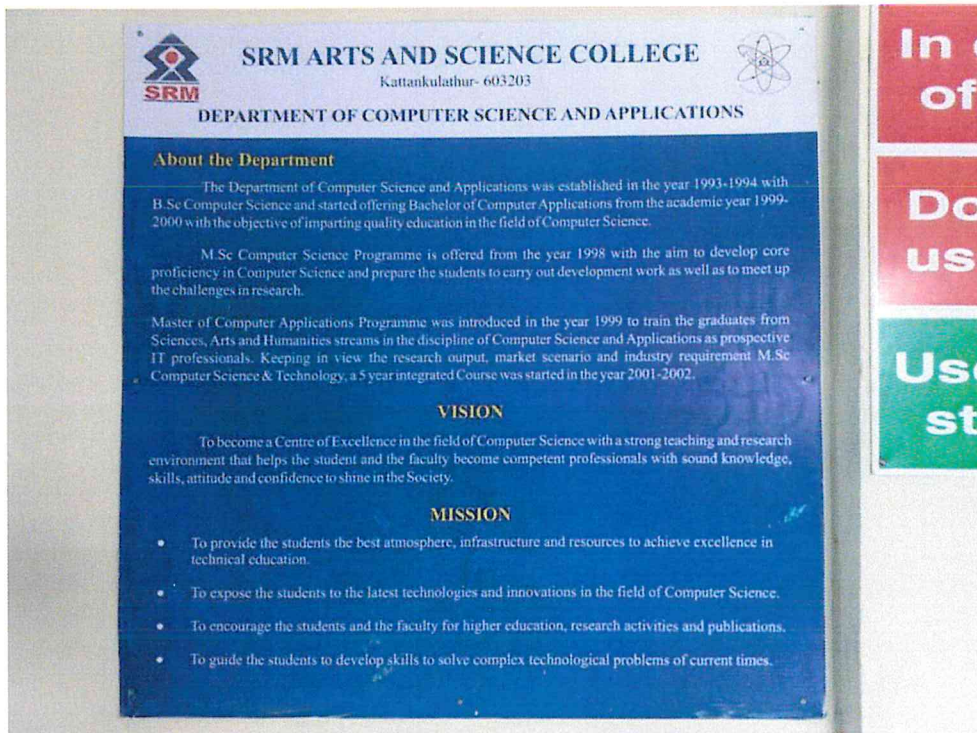 SRM
SRM ARTS AND SCIENCE COLLEGE
Kattankulathur- 603203
DEPARTMENT OF COMPUTER SCIENCE AND APPLICATIONS
About the Department
The Department of Computer Science and Applications was established in the year 1993-1994 with
B.Sc Computer Science and started offering Bachelor of Computer Applications from the academic year 1999-
2000 with the objective of imparting quality education in the field of Computer Science.
M.Sc Computer Science Programme is offered from the year 1998 with the aim to develop core
proficiency in Computer Science and prepare the students to carry out development work as well as to meet up
the challenges in research.
Master of Computer Applications Programme was introduced in the year 1999 to train the graduates from
Sciences, Arts and Humanities streams in the discipline of Computer Science and Applications as prospective
IT professionals. Keeping in view the research output, market scenario and industry requirement M.Sc
Computer Science & Technology, a 5 year integrated Course was started in the year 2001-2002.
VISION
To become a Centre of Excellence in the field of Computer Science with a strong teaching and research
environment that helps the student and the faculty become competent professionals with sound knowledge,
skills, attitude and confidence to shine in the Society.
MISSION
• To provide the students the best atmosphere, infrastructure and resources to achieve excellence in
technical education.
• To expose the students to the latest technologies and innovations in the field of Computer Science.
• To encourage the students and the faculty for higher education, research activities and publications.
• To guide the students to develop skills to solve complex technological problems of current times.
In
of
Do
us
Use
st